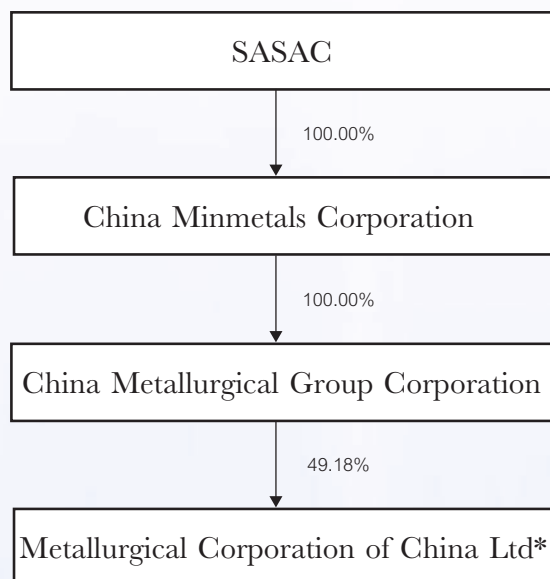 SASAC
100.00%
China Minmetals Corporation
100.00%
China Metallurgical Group Corporation
49.18%
Metallurgical Corporation of China Ltd*